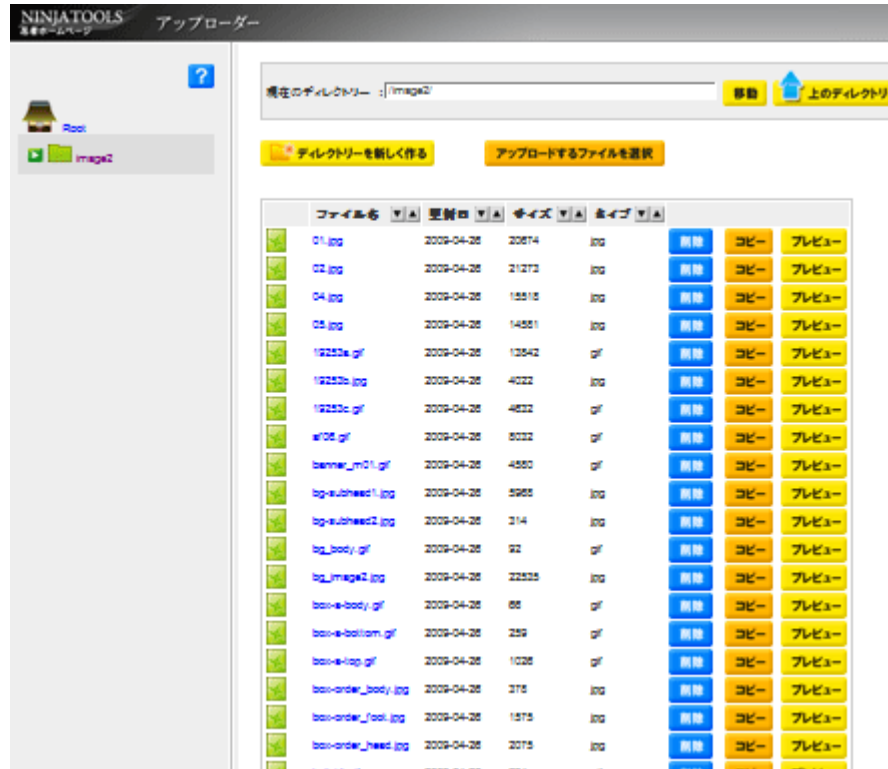 NINJATOOLS
忍者ホームページ
アップローダー
?
現在のディレクトリー : /image2/
移動
上のディレクトリ
Root
image2
ディレクトリーを新しく作る
アップロードするファイルを選択
ファイル名 ▼ ▲ 更新日 ▼ ▲ サイズ ▼ ▲ タイプ ▼ ▲
01.jpg 2009-04-26 20674 jpg 削除 コピー プレビュー
02.jpg 2009-04-26 21273 jpg 削除 コピー プレビュー
04.jpg 2009-04-26 15518 jpg 削除 コピー プレビュー
05.jpg 2009-04-26 14581 jpg 削除 コピー プレビュー
19253a.gif 2009-04-26 13542 gif 削除 コピー プレビュー
19253b.jpg 2009-04-26 4022 jpg 削除 コピー プレビュー
19253c.gif 2009-04-26 4632 gif 削除 コピー プレビュー
2009-04-26 5032 gif 削除 コピー プレビュー
banner_m01.gif 2009-04-26 4580 gif 削除 コピー プレビュー
bg-subhead1.jpg 2009-04-26 5965 jpg 削除 コピー プレビュー
bg-subhead2.jpg 2009-04-26 314 jpg 削除 コピー プレビュー
bg_body.gif 2009-04-26 92 gif 削除 コピー プレビュー
bg_image2.jpg 2009-04-26 22535 jpg 削除 コピー プレビュー
box-e-body.gif 2009-04-26 66 gif 削除 コピー プレビュー
box-e-bottom.gif 2009-04-26 259 gif 削除 コピー プレビュー
box-e-top.gif 2009-04-26 1026 gif 削除 コピー プレビュー
box-order_body.jpg 2009-04-26 376 jpg 削除 コピー プレビュー
box-order_foot.jpg 2009-04-26 1575 jpg 削除 コピー プレビュー
box-order_head.jpg 2009-04-26 2075 jpg 削除 コピー プレビュー